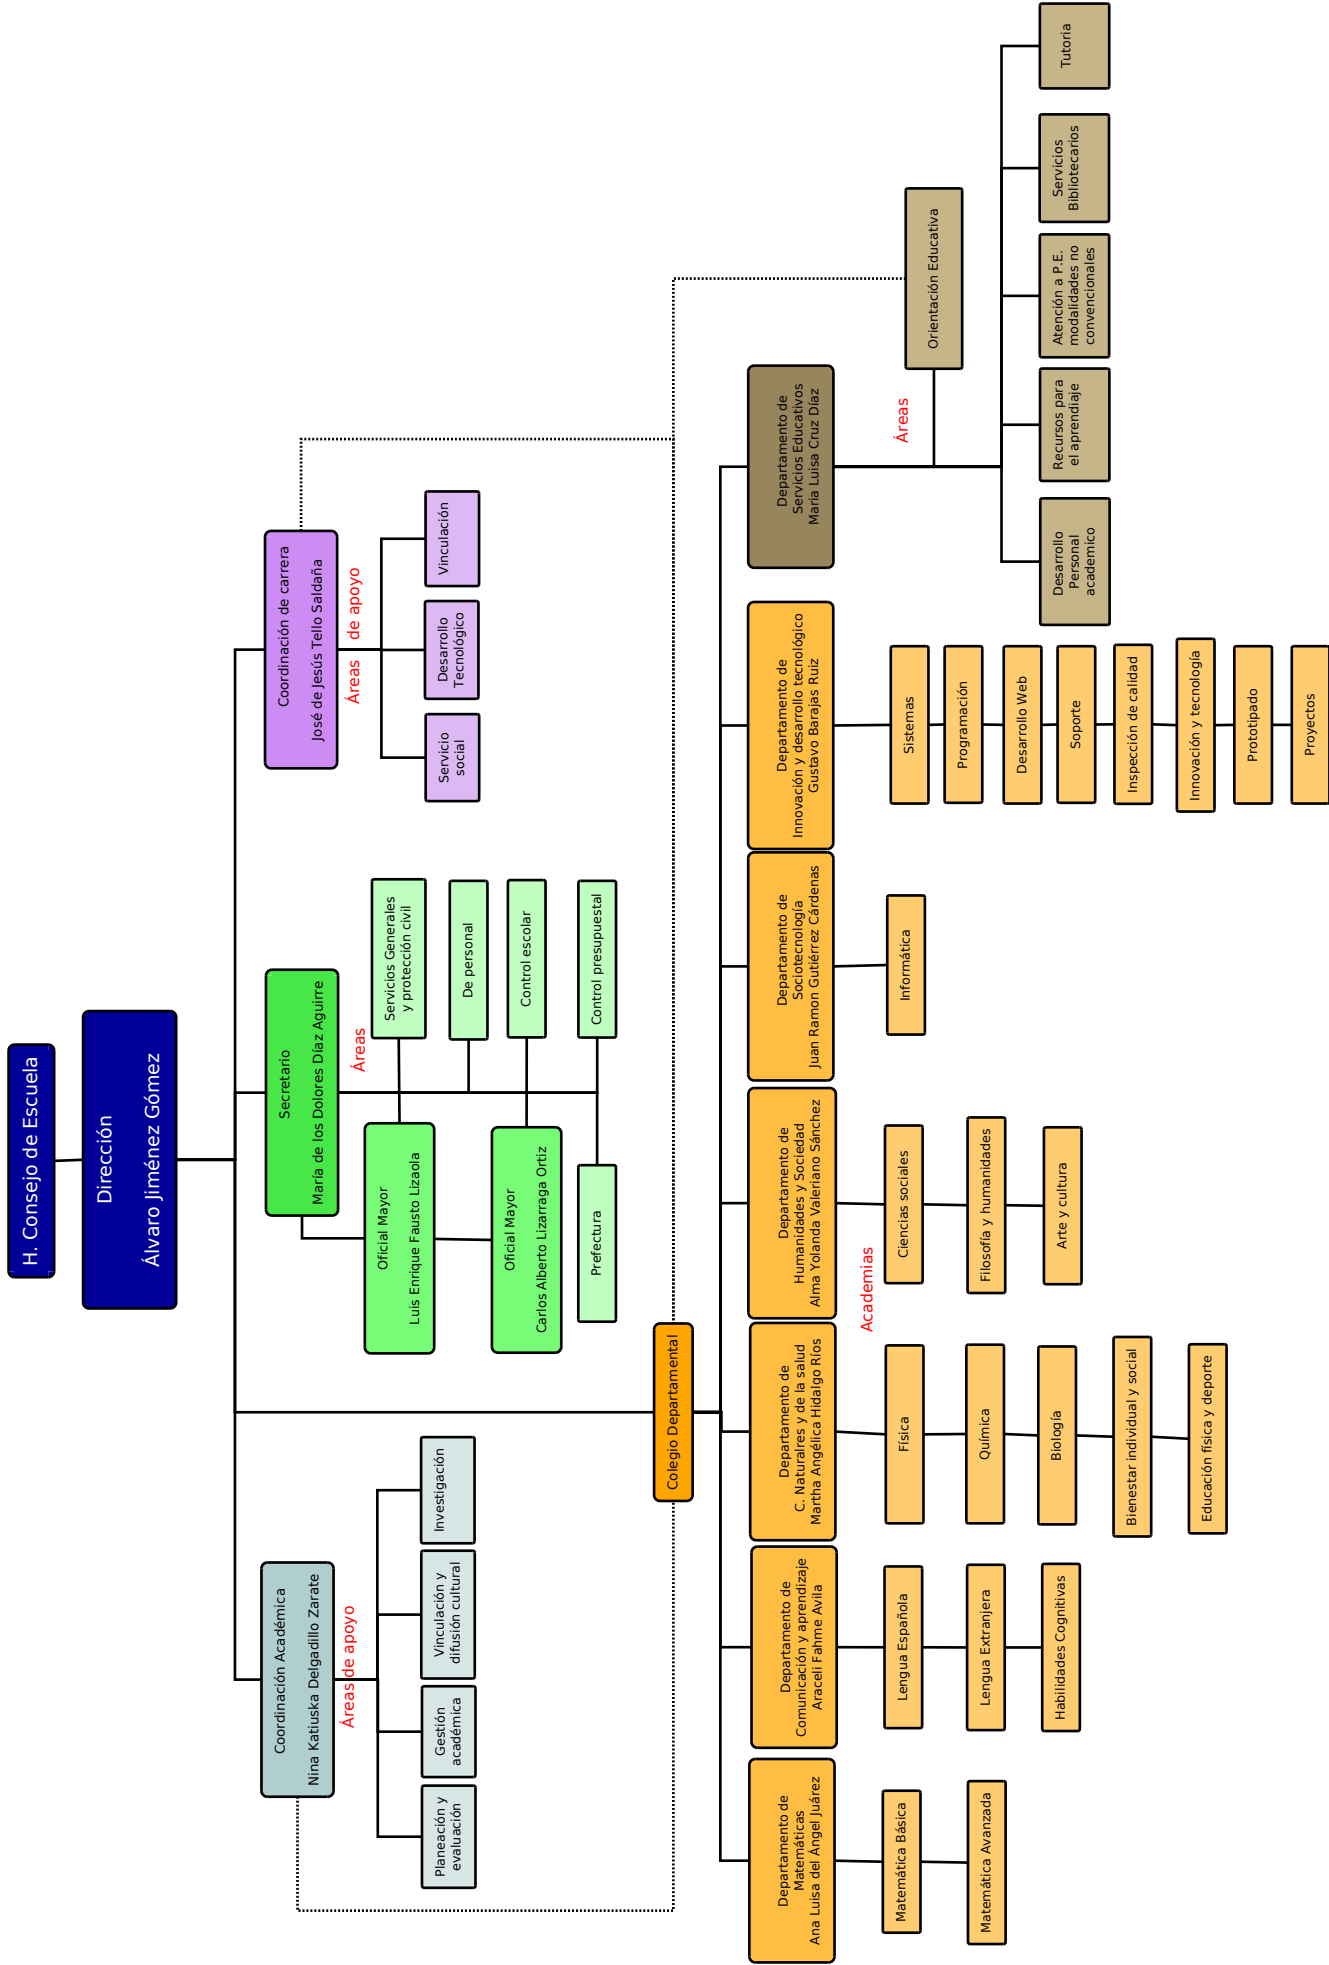 H. Consejo de Escuela
Dirección
Álvaro Jiménez Gómez
Coordinación Académica
Nina Katiuska Delgadillo Zarate
Áreas de apoyo
Planeación y
evaluación
Gestión
académica
Vinculación y
difusión cultural
Investigación
Secretario
María de los Dolores Díaz Aguirre
Áreas
Oficial Mayor
Luis Enrique Fausto Lizaola
Servicios Generales
y protección civil
De personal
Oficial Mayor
Carlos Alberto Lizarraga Ortiz
Control escolar
Prefectura
Control presupuestal
Coordinación de carrera
José de Jesús Tello Saldaña
Áreas de apoyo
Servicio
social
Desarrollo
Tecnológico
Vinculación
Colegio Departamental
Departamento de
Matemáticas
Ana Luisa del Ángel Juárez
Departamento de
Comunicación y aprendizaje
Araceli Fahme Avila
Departamento de
C. Naturalres y de la salud
Martha Angélica Hidalgo Ríos
Departamento de
Humanidades y Sociedad
Alma Yolanda Valeriano Sánchez
Departamento de
Sociotecnología
Juan Ramon Gutiérrez Cárdenas
Departamento de
Innovación y desarrollo tecnológico
Gustavo Barajas Ruiz
Departamento de
Servicios Educativos
Maria Luisa Cruz Díaz
Academias
Matemática Básica
Matemática Avanzada
Lengua Española
Lengua Extranjera
Habilidades Cognitivas
Física
Química
Biología
Bienestar individual y social
Educación física y deporte
Ciencias sociales
Filosofía y humanidades
Arte y cultura
Informática
Sistemas
Programación
Desarrollo Web
Soporte
Inspección de calidad
Innovación y tecnología
Prototipado
Proyectos
Áreas
Orientación Educativa
Desarrollo
Personal
academico
Recursos para
el aprendiaje
Atención a P.E.
modalidades no
convencionales
Servicios
Bibliotecarios
Tutoria